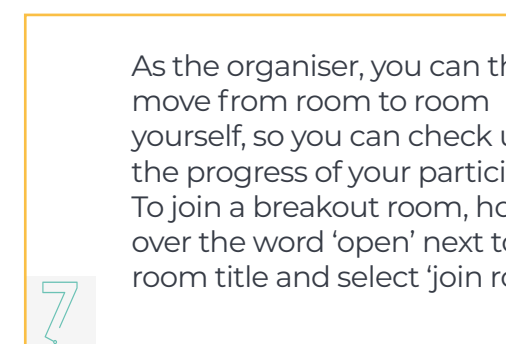 As the organiser, you can
move from room to room
yourself, so you can check
the progress of your
To join a breakout room,
over the word ‘open’ next
room title and select ‘join
7